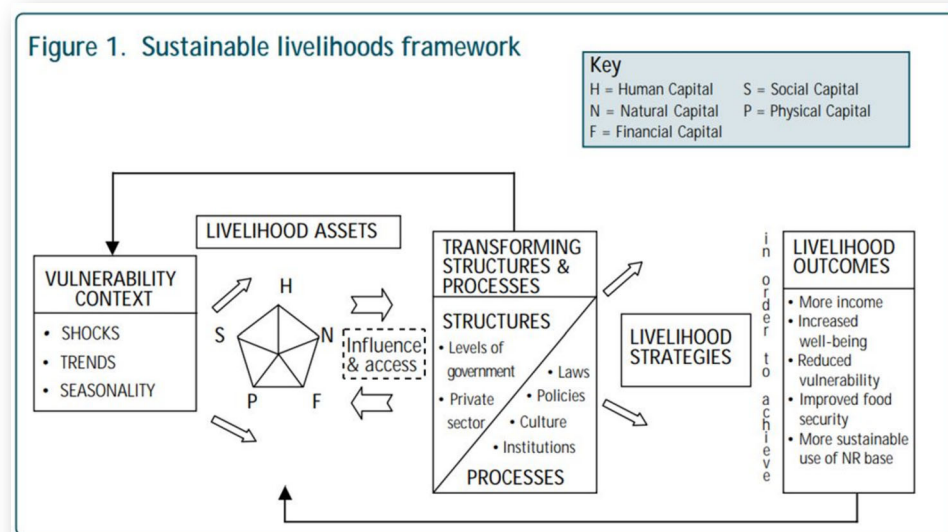 Figure 1. Sustainable livelihoods framework
Key
H = Human Capital S = Social Capital
N = Natural Capital P = Physical Capital
F = Financial Capital
LIVELIHOOD ASSETS
VULNERABILITY
CONTEXT
• SHOCKS
• TRENDS
• SEASONALITY
H
S
N
P
F
Influence
& access
TRANSFORMING
STRUCTURES &
PROCESSES
STRUCTURES
• Levels of
government
• Private
sector
• Laws
• Policies
• Culture
• Institutions
PROCESSES
LIVELIHOOD
STRATEGIES
in order to achieve
LIVELIHOOD
OUTCOMES
• More income
• Increased
well-being
• Reduced
vulnerability
• Improved food
security
• More sustainable
use of NR base